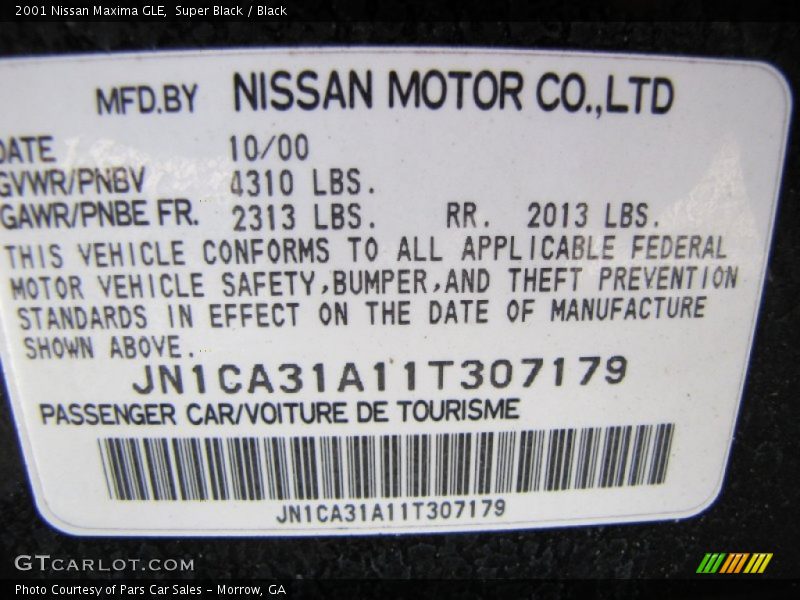 2001 Nissan Maxima GLE, Super Black / Black
MFD.BY NISSAN MOTOR CO.,LTD
DATE 10/00
GVWR/PNBV 4310 LBS.
GAWR/PNBE FR. 2313 LBS. RR. 2013 LBS.
THIS VEHICLE CONFORMS TO ALL APPLICABLE FEDERAL
MOTOR VEHICLE SAFETY,BUMPER,AND THEFT PREVENTION
STANDARDS IN EFFECT ON THE DATE OF MANUFACTURE
SHOWN ABOVE.
JN1CA31A11T307179
PASSENGER CAR/VOITURE DE TOURISME
JN1CA31A11T307179
GTCARLOT.COM
Photo Courtesy of Pars Car Sales - Morrow, GA